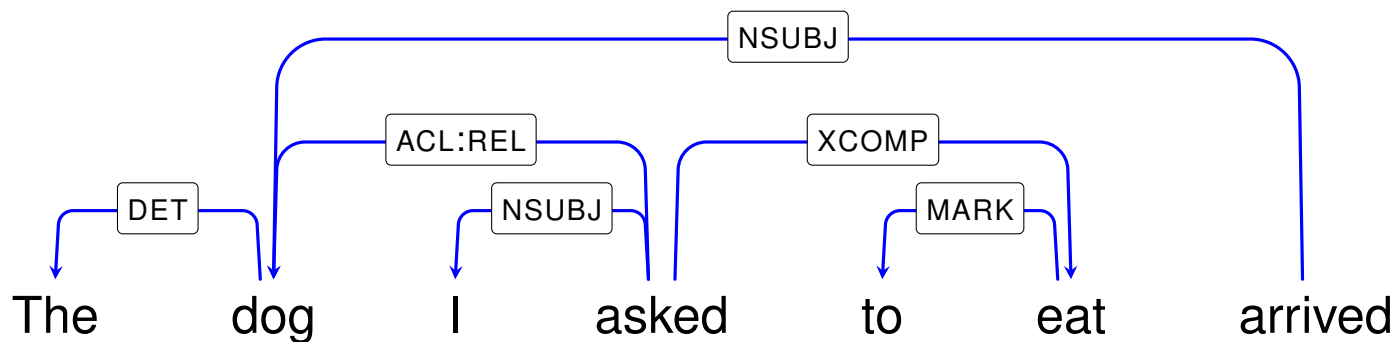 NSUBJ
ACL:REL XCOMP
DET NSUBJ MARK
The dog I asked to eat arrived